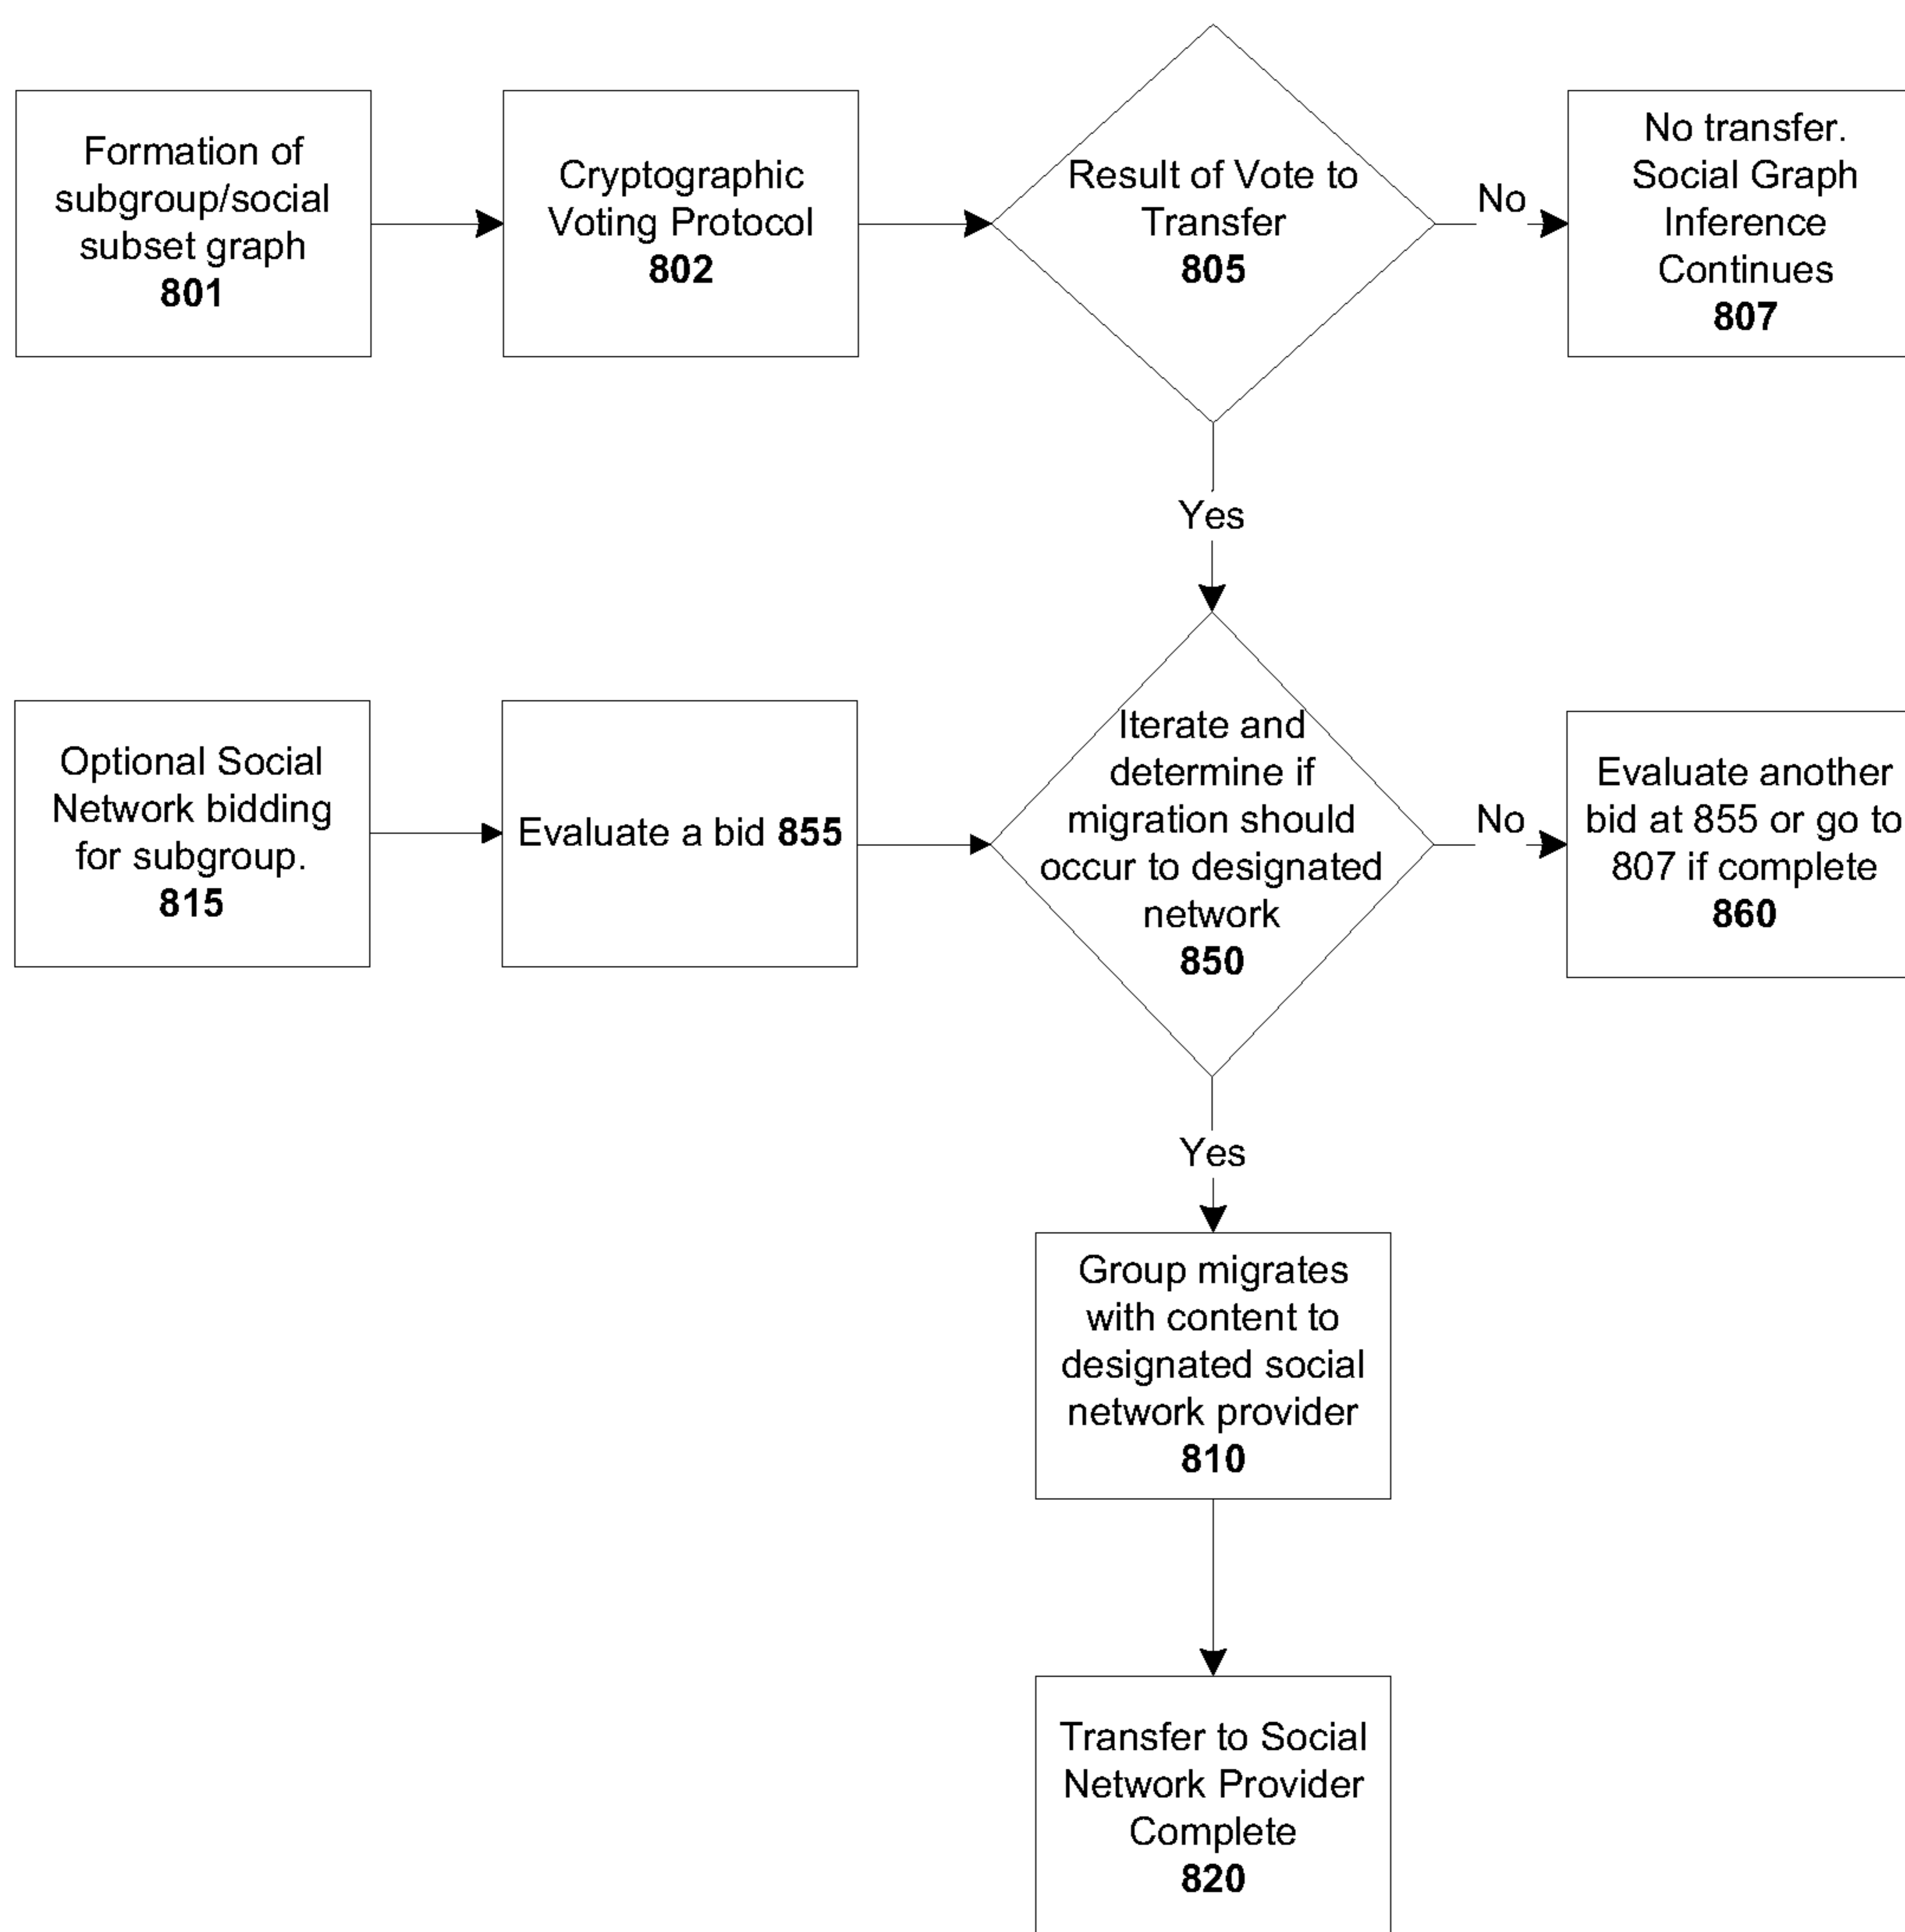 Formation of
subgroup/social
subset graph
801
Cryptographic
Voting Protocol
802
Result of Vote to
Transfer
805
No
No transfer.
Social Graph
Inference
Continues
807
Yes
Optional Social
Network bidding
for subgroup.
815
Evaluate a bid 855
Iterate and
determine if
migration should
occur to designated
network
850
No
Evaluate another
bid at 855 or go to
807 if complete
860
Yes
Group migrates
with content to
designated social
network provider
810
Transfer to Social
Network Provider
Complete
820